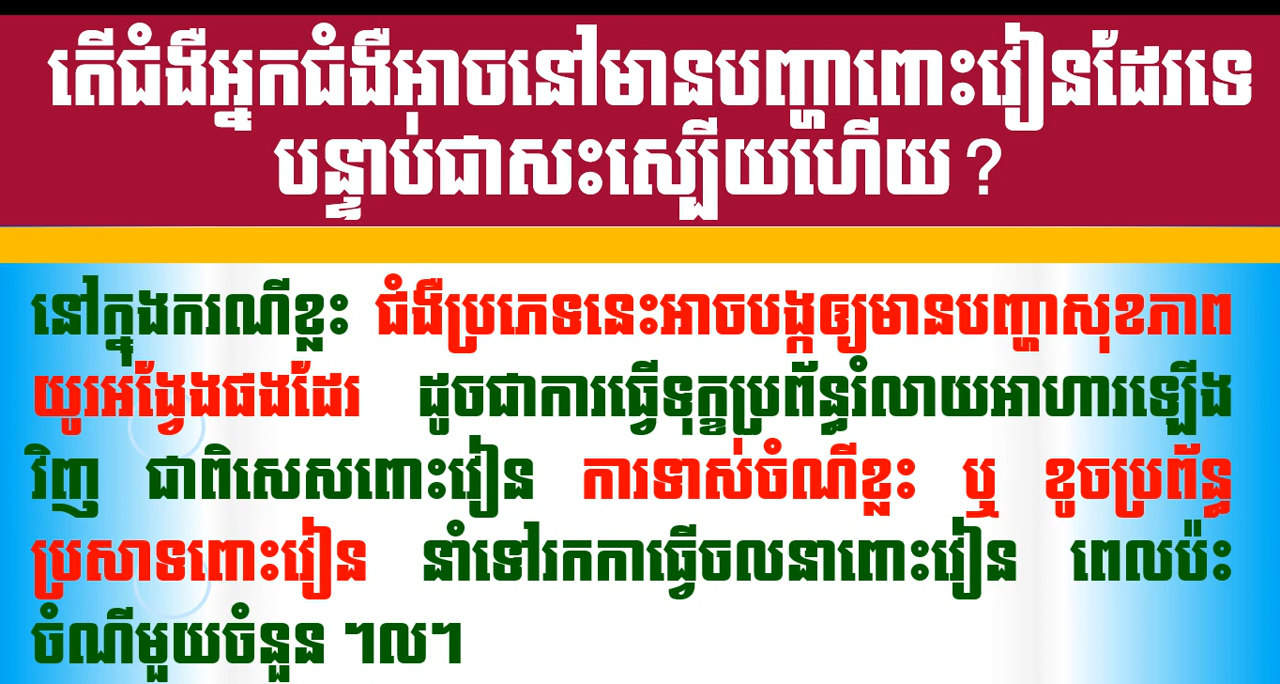 តើជំងឺអ្នកជំងឺអាចនៅមានបញ្ហាពោះវៀនដែរទេ
បន្ទាប់ជាសះស្បើយហើយ ?
នៅក្នុងករណីខ្លះ ជំងឺប្រភេទនេះអាចបង្កឲ្យមានបញ្ហាសុខភាព
យូរអង្វែងផងដែរ ដូចជាការធ្វើទុក្ខប្រព័ន្ធរំលាយអាហារឡើង
វិញ ជាពិសេសពោះវៀន ការទាស់ចំណីខ្លះ ឬ ខូចប្រព័ន្ធ
ប្រសាទពោះវៀន នាំទៅរកកាធ្វើចលនាពោះវៀន ពេលប៉ះ
ចំណីមួយចំនួន ។ល។